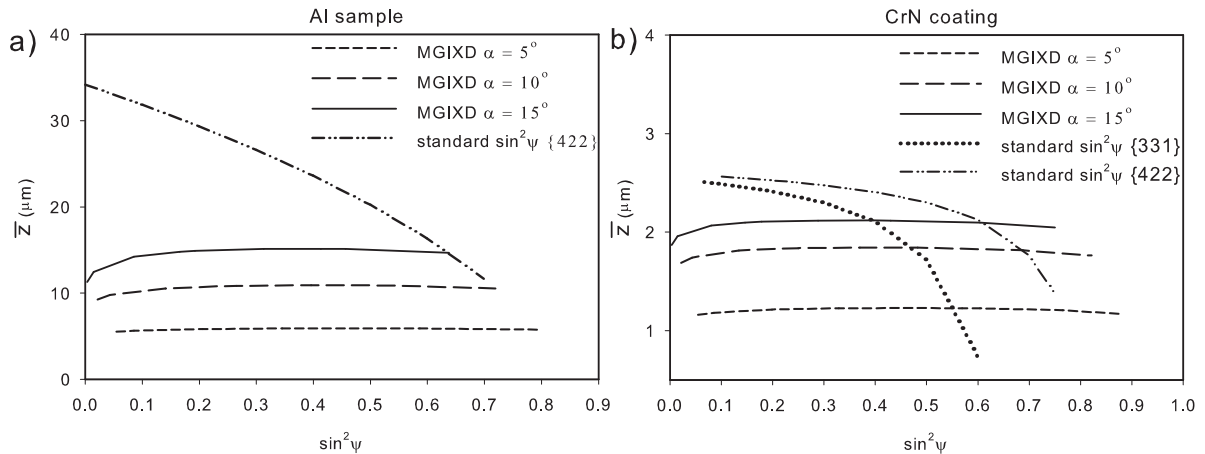 a)
Al sample
MGIXD α = 5°
MGIXD α = 10°
MGIXD α = 15°
standard sin²ψ {422}
z̅ (μm)
40
30
20
10
0
0.0 0.1 0.2 0.3 0.4 0.5 0.6 0.7 0.8 0.9
sin²ψ
b)
CrN coating
MGIXD α = 5°
MGIXD α = 10°
MGIXD α = 15°
standard sin²ψ {331}
standard sin²ψ {422}
z̅ (μm)
4
3
2
1
0.0 0.1 0.2 0.3 0.4 0.5 0.6 0.7 0.8 0.9 1.0
sin²ψ